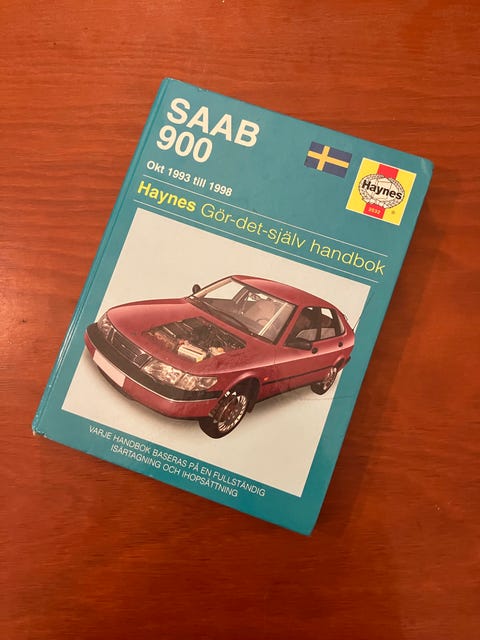 SAAB
900
Okt 1993 till 1998
Haynes Gör-det-själv handbok
Haynes
VARJE HANDBOK BASERAS PÅ EN FULLSTÄNDIG
ISÄRTAGNING OCH IHOPSÄTTNING